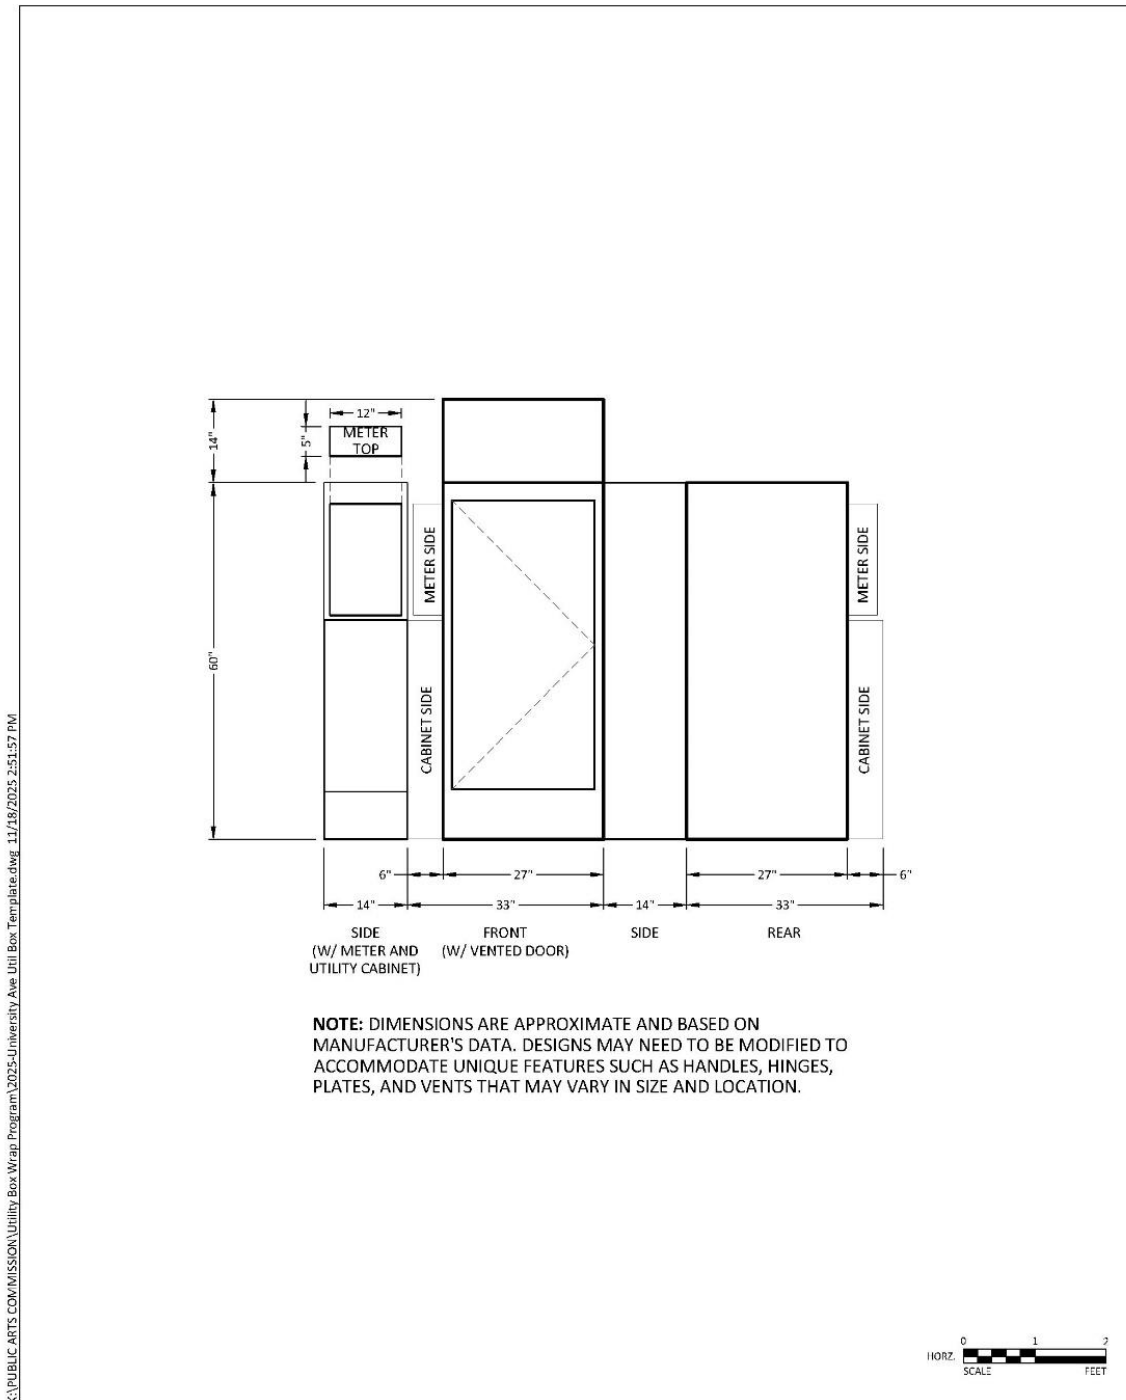 12"
METER
TOP
5"
14"
60"
METER SIDE
CABINET SIDE
METER SIDE
CABINET SIDE
6"
27"
27"
6"
14"
33"
14"
33"
SIDE
(W/ METER AND
UTILITY CABINET)
FRONT
(W/ VENTED DOOR)
SIDE
REAR
NOTE: DIMENSIONS ARE APPROXIMATE AND BASED ON
MANUFACTURER'S DATA. DESIGNS MAY NEED TO BE MODIFIED TO
ACCOMMODATE UNIQUE FEATURES SUCH AS HANDLES, HINGES,
PLATES, AND VENTS THAT MAY VARY IN SIZE AND LOCATION.
:\PUBLIC ARTS COMMISSION\Utility Box Wrap Program\2025-University Ave Util Box Template.dwg 11/18/2025 2:51:57 PM
0 1 2
HORZ.
SCALE FEET